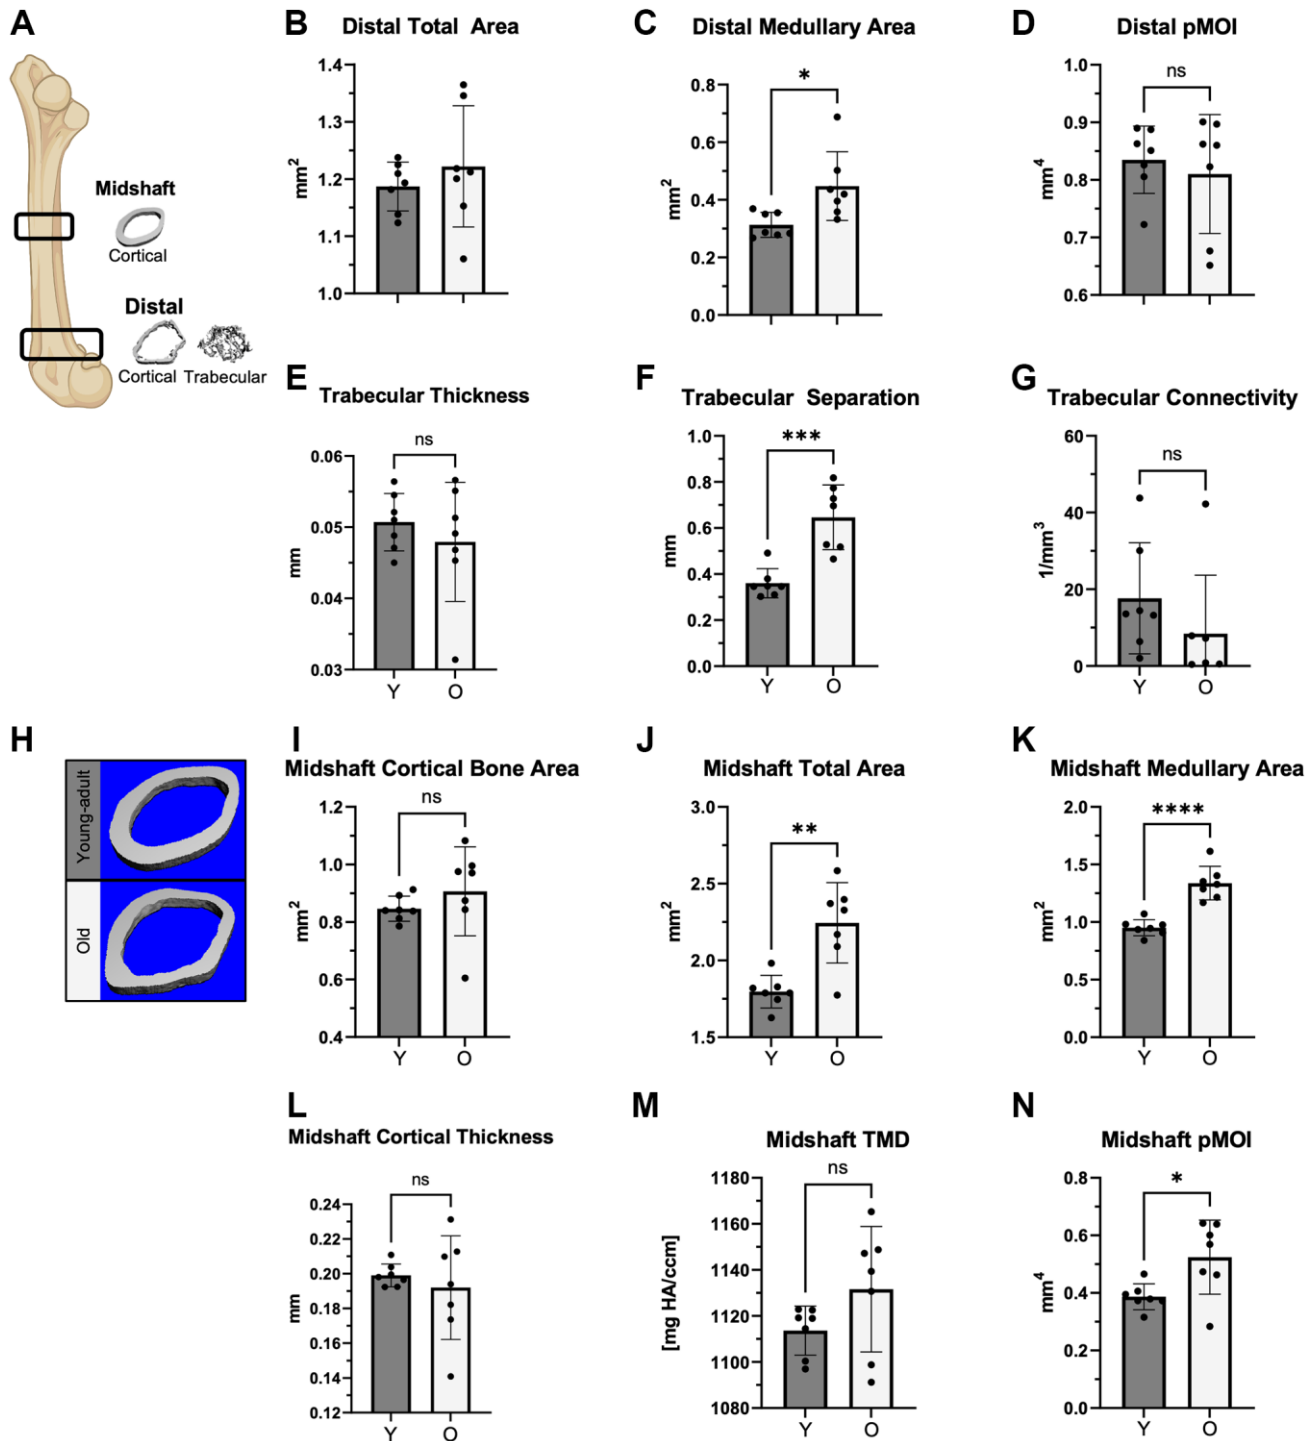 A
Midshaft
Cortical
Distal
Cortical Trabecular
B
Distal Total Area
mm2
1.4
1.3
1.2
1.1
1.0
C
Distal Medullary Area
mm2
0.8
0.6
0.4
0.2
0.0
*
D
Distal pMOI
mm4
1.0
0.9
0.8
0.7
0.6
ns
E
Trabecular Thickness
mm
0.06
0.05
0.04
0.03
ns
Y O
F
Trabecular Separation
mm
1.0
0.8
0.6
0.4
0.2
0.0
***
Y O
G
Trabecular Connectivity
1/mm3
60
40
20
0
ns
Y O
H
Young-adult
Old
I
Midshaft Cortical Bone Area
mm2
1.2
1.0
0.8
0.6
0.4
ns
Y O
J
Midshaft Total Area
mm2
3.0
2.5
2.0
1.5
**
Y O
K
Midshaft Medullary Area
mm2
2.0
1.5
1.0
0.5
0.0
****
Y O
L
Midshaft Cortical Thickness
mm
0.24
0.22
0.20
0.18
0.16
0.14
0.12
ns
Y O
M
Midshaft TMD
[mg HA/ccm]
1180
1160
1140
1120
1100
1080
ns
Y O
N
Midshaft pMOI
mm4
0.8
0.6
0.4
0.2
0.0
*
Y O